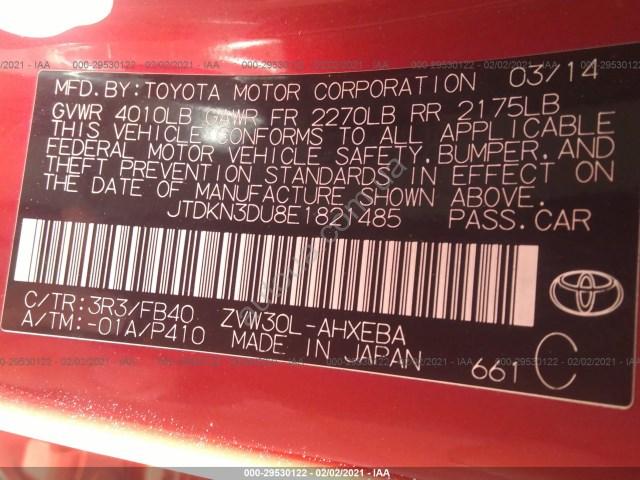 000-29530122 - 02/02/2021 - IAA
MFD. BY: TOYOTA MOTOR CORPORATION 03/14
GVWR 4010LB GAWR FR 2270LB RR 2175LB
THIS VEHICLE CONFORMS TO ALL APPLICABLE
FEDERAL MOTOR VEHICLE SAFETY, BUMPER, AND
THEFT PREVENTION STANDARDS IN EFFECT ON
THE DATE OF MANUFACTURE SHOWN ABOVE.
PASS. CAR
C/TR: 3R3/FB40 ZVW30L-AHXEBA
A/TM: -01A/P410 MADE IN JAPAN
TOYOTA
661 C
000-29530122 - 02/02/2021 - IAA